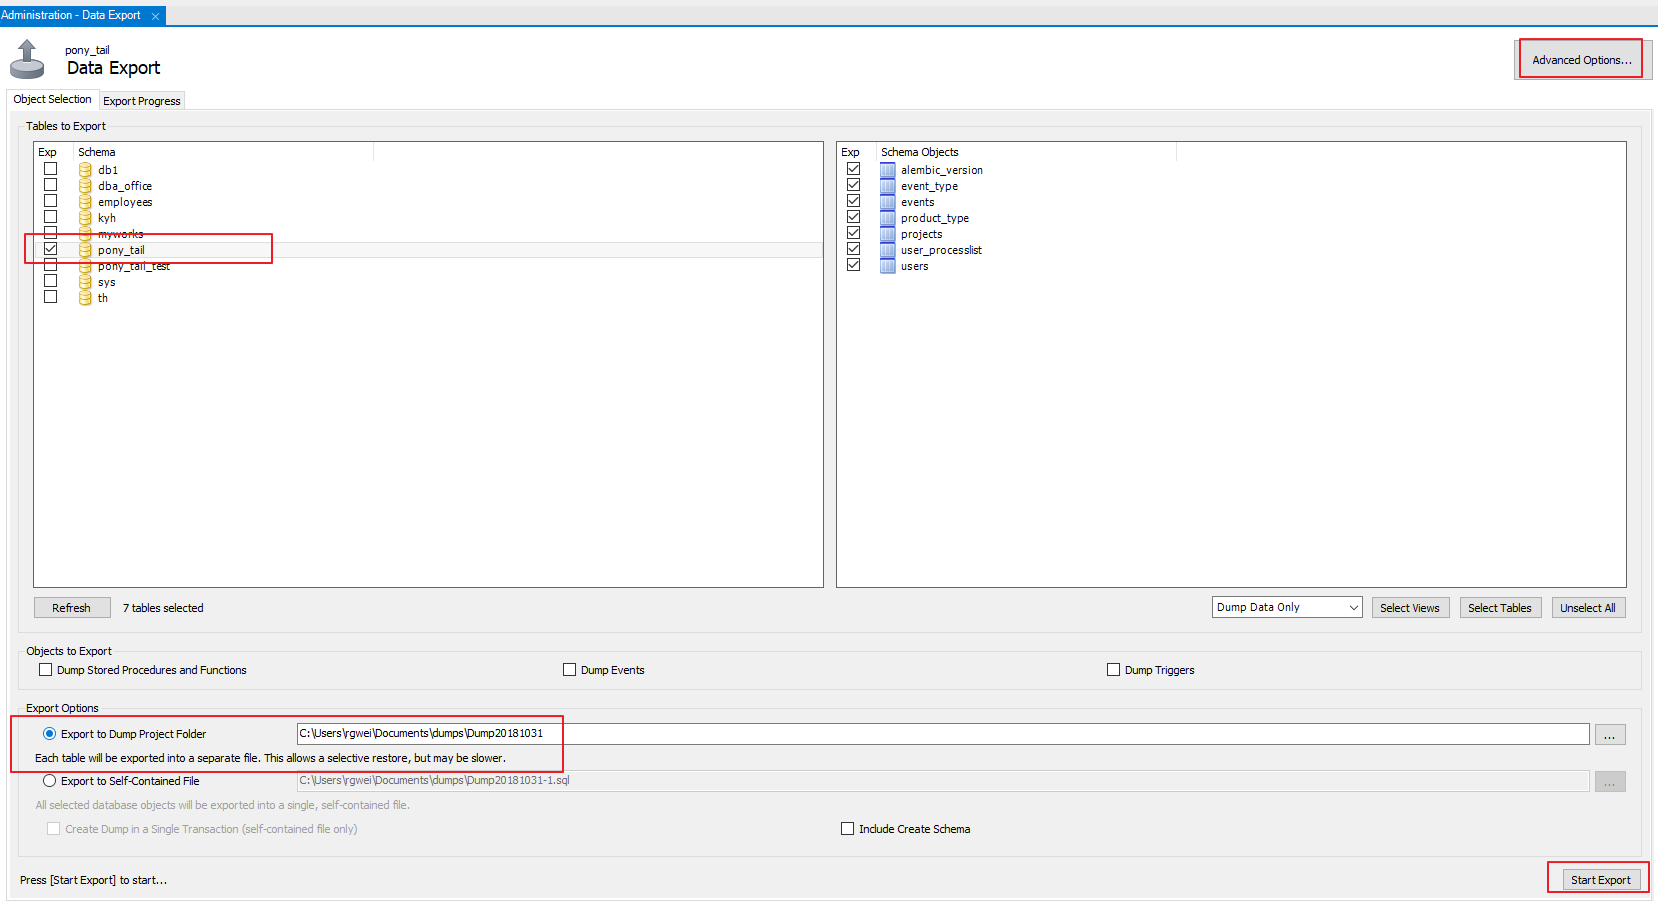 Administration - Data Export ×
pony_tail
Data Export
Advanced Options...
Object Selection Export Progress
Tables to Export
Exp Schema
db1
dba_office
employees
kyh
myworks
pony_tail
pony_tail_test
sys
th
Exp Schema Objects
alembic_version
event_type
events
product_type
projects
user_processlist
users
Refresh 7 tables selected Dump Data Only Select Views Select Tables Unselect All
Objects to Export
Dump Stored Procedures and Functions Dump Events Dump Triggers
Export Options
Export to Dump Project Folder C:\Users\rgwei\Documents\dumps\Dump20181031 ...
Each table will be exported into a separate file. This allows a selective restore, but may be slower.
Export to Self-Contained File C:\Users\rgwei\Documents\dumps\Dump20181031-1.sql ...
All selected database objects will be exported into a single, self-contained file.
Create Dump in a Single Transaction (self-contained file only) Include Create Schema
Press [Start Export] to start... Start Export